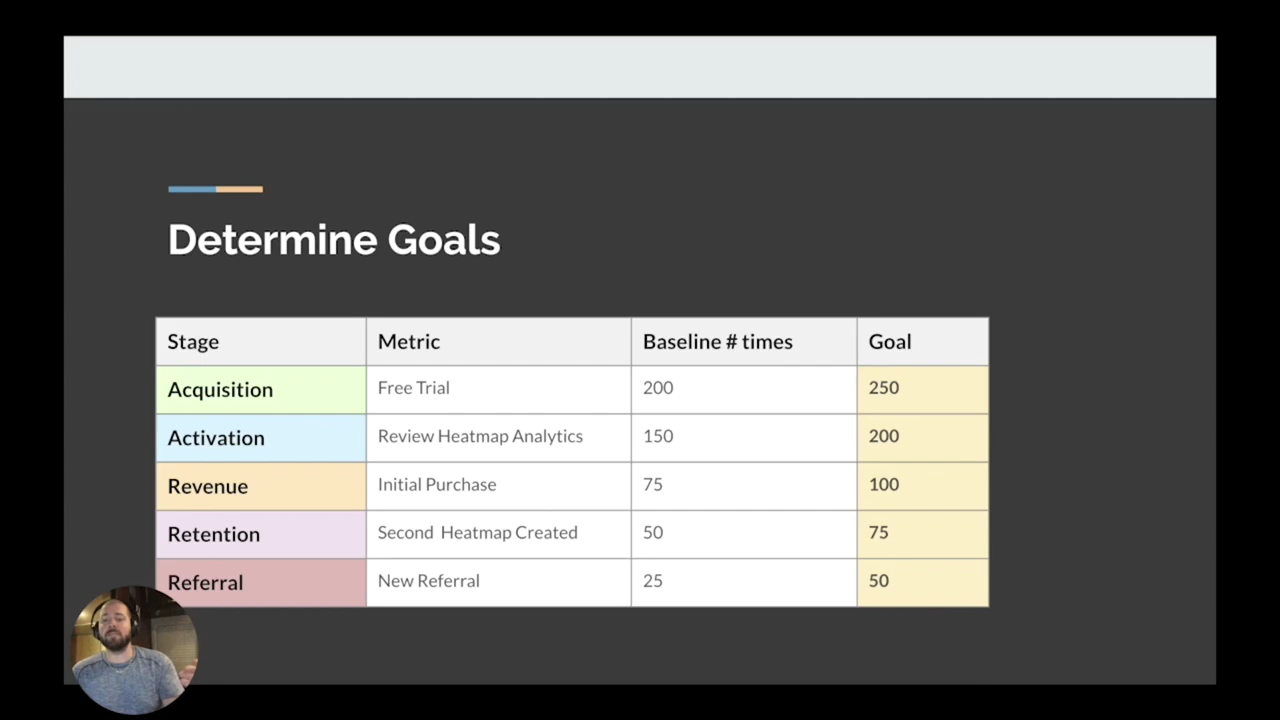 Determine Goals
Stage Metric Baseline # times Goal
Acquisition Free Trial 200 250
Activation Review Heatmap Analytics 150 200
Revenue Initial Purchase 75 100
Retention Second Heatmap Created 50 75
Referral New Referral 25 50